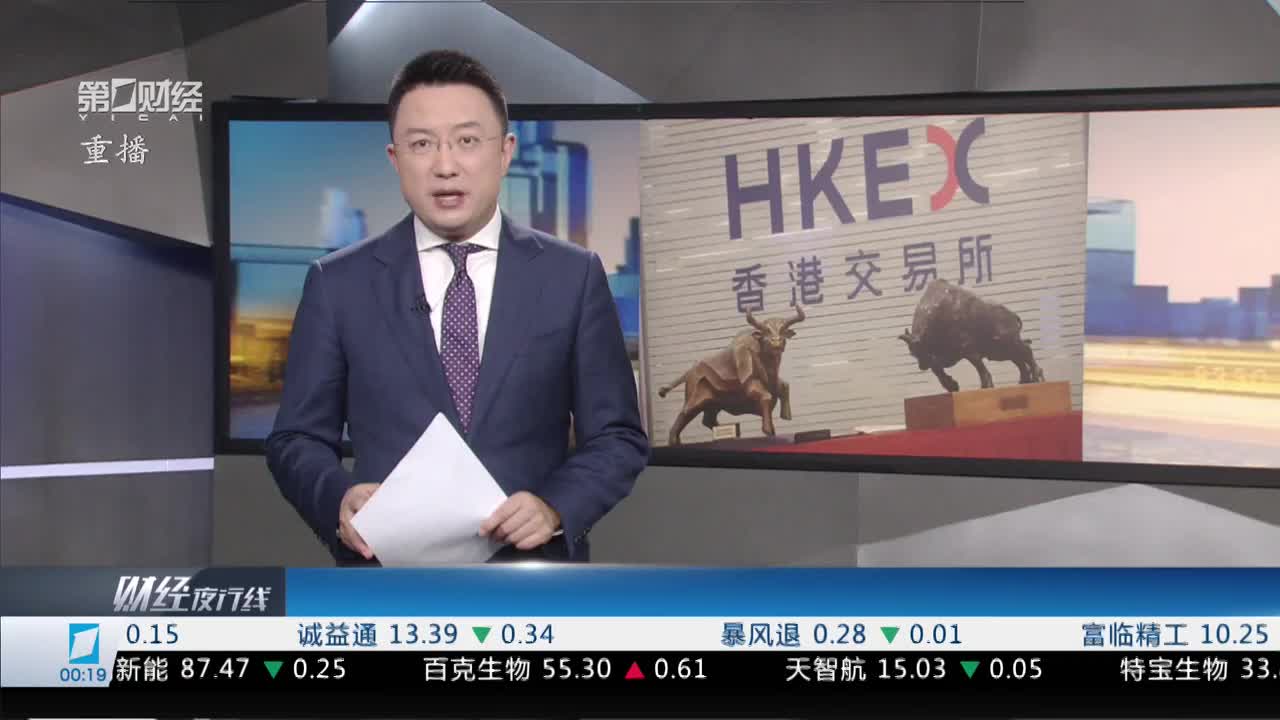 第一财经
YICAI
重播
HKEX
香港交易所
财经夜行线
0.15 诚益通 13.39 ▼ 0.34 暴风退 0.28 ▼ 0.01 富临精工 10.25
00:19
新能 87.47 ▼ 0.25 百克生物 55.30 ▲ 0.61 天智航 15.03 ▼ 0.05 特宝生物 33.